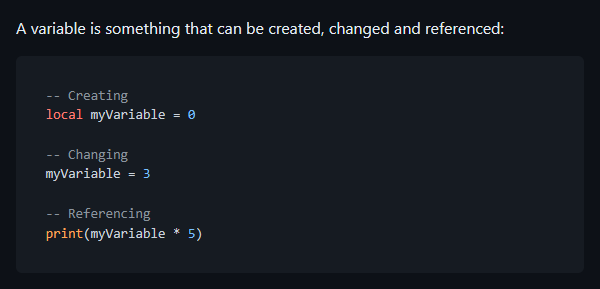 A variable is something that can be created, changed and referenced:
-- Creating
local myVariable = 0
-- Changing
myVariable = 3
-- Referencing
print(myVariable * 5)